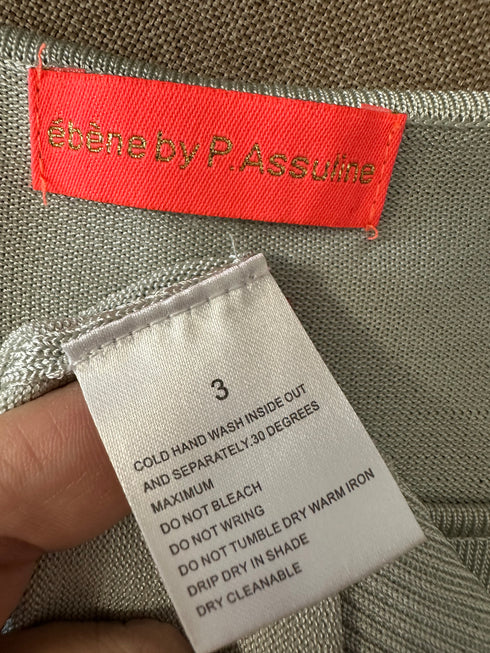 ébène by P.Assuline
3
COLD HAND WASH INSIDE OUT
AND SEPARATELY.30 DEGREES
MAXIMUM
DO NOT BLEACH
DO NOT WRING
DO NOT TUMBLE DRY WARM IRON
DRIP DRY IN SHADE
DRY CLEANABLE